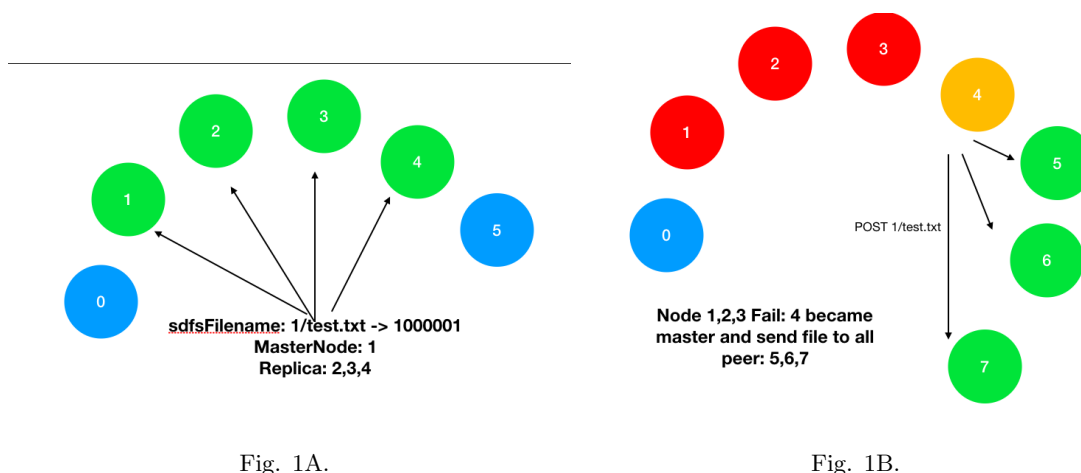 0
1
2
3
4
5
sdfsFilename: 1/test.txt -> 1000001
MasterNode: 1
Replica: 2,3,4
Fig. 1A.
0
1
2
3
4
5
6
7
POST 1/test.txt
Node 1,2,3 Fail: 4 became
master and send file to all
peer: 5,6,7
Fig. 1B.